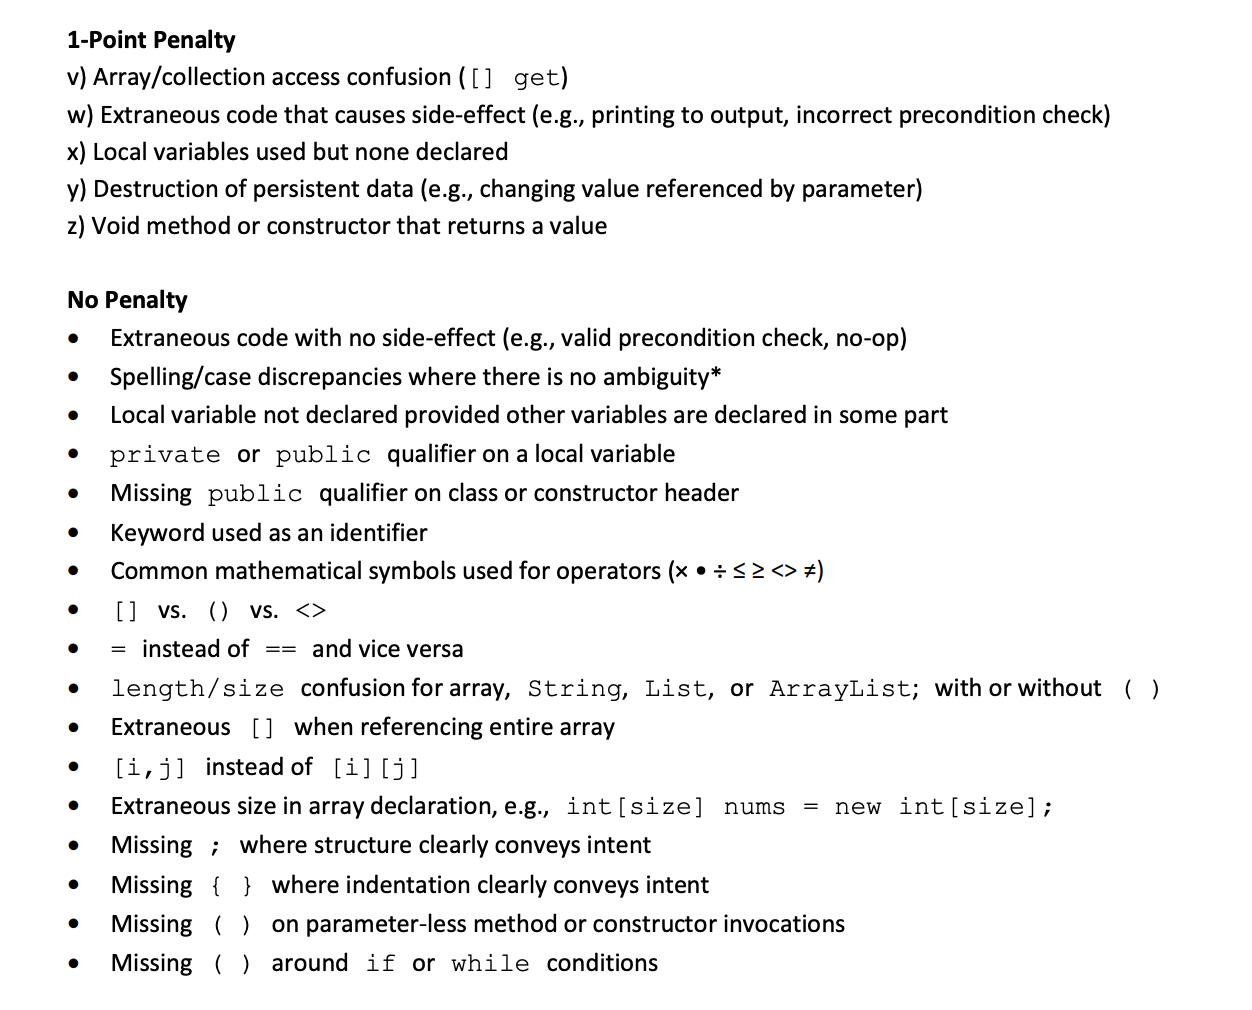 1-Point Penalty
v) Array/collection access confusion ([] get)
w) Extraneous code that causes side-effect (e.g., printing to output, incorrect precondition check)
x) Local variables used but none declared
y) Destruction of persistent data (e.g., changing value referenced by parameter)
z) Void method or constructor that returns a value
No Penalty
• Extraneous code with no side-effect (e.g., valid precondition check, no-op)
• Spelling/case discrepancies where there is no ambiguity*
• Local variable not declared provided other variables are declared in some part
• private or public qualifier on a local variable
• Missing public qualifier on class or constructor header
• Keyword used as an identifier
• Common mathematical symbols used for operators (× • ÷ ≤ ≥ <> ≠)
• [] vs. () vs. <>
• = instead of == and vice versa
• length/size confusion for array, String, List, or ArrayList; with or without ( )
• Extraneous [] when referencing entire array
• [i,j] instead of [i][j]
• Extraneous size in array declaration, e.g., int[size] nums = new int[size];
• Missing ; where structure clearly conveys intent
• Missing { } where indentation clearly conveys intent
• Missing ( ) on parameter-less method or constructor invocations
• Missing ( ) around if or while conditions